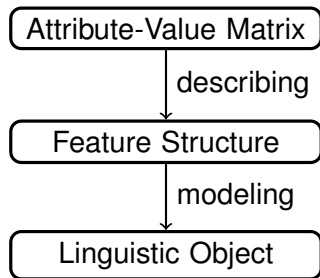 Attribute-Value Matrix
describing
Feature Structure
modeling
Linguistic Object